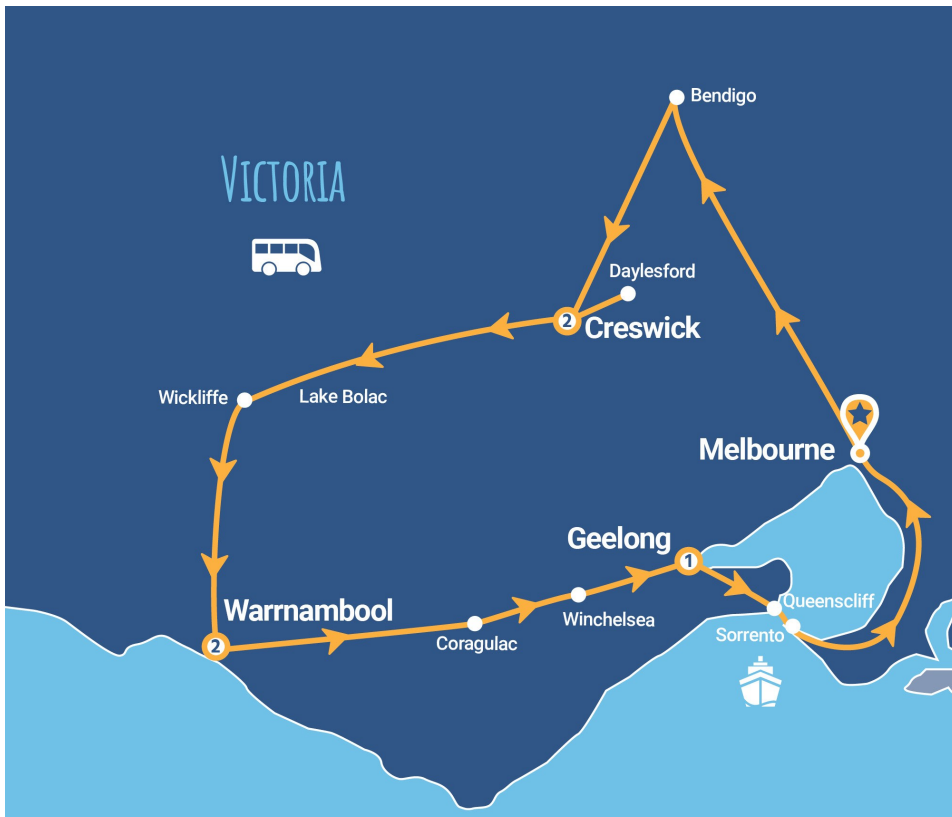 Bendigo
VICTORIA
Daylesford
2
Creswick
Wickliffe
Lake Bolac
Melbourne
Geelong
1
Queenscliff
Warrnambool
Winchelsea
Sorrento
Coragulac
2